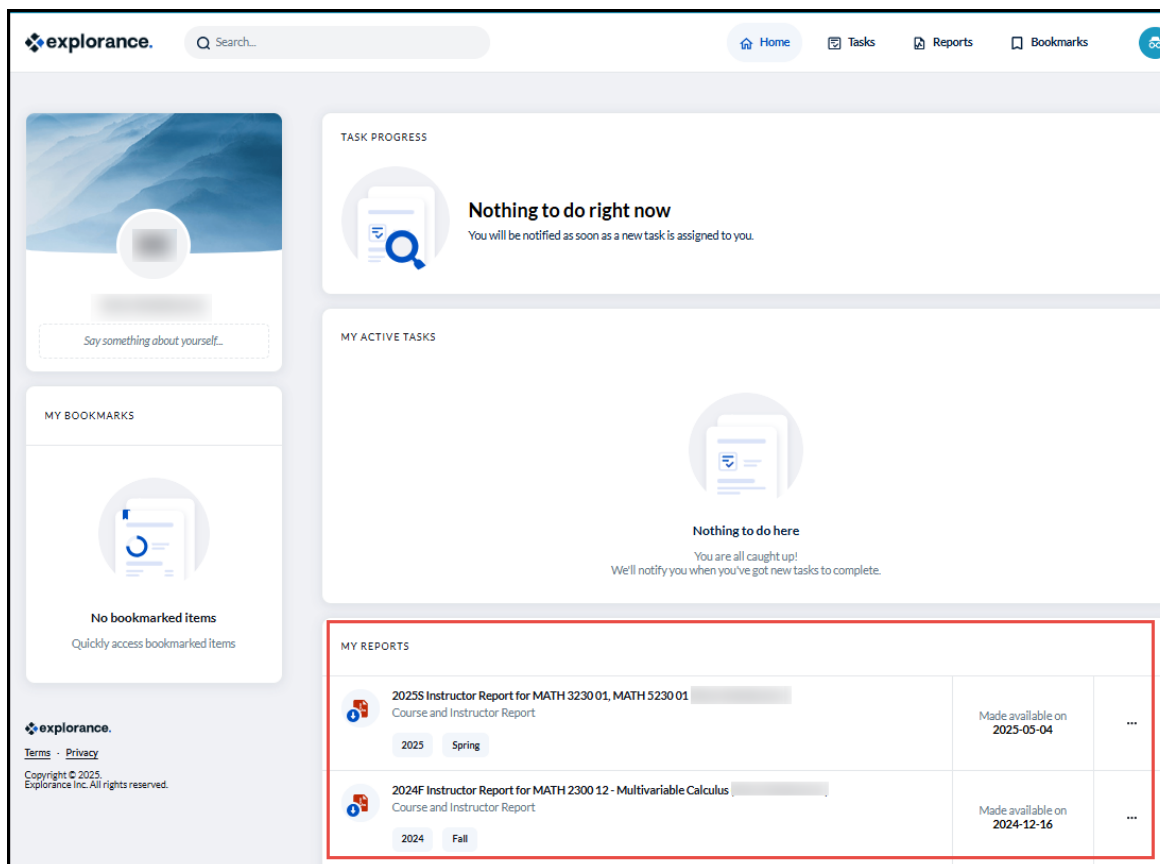 explorance.
Search...
Home
Tasks
Reports
Bookmarks
TASK PROGRESS
Nothing to do right now
You will be notified as soon as a new task is assigned to you.
Say something about yourself...
MY ACTIVE TASKS
Nothing to do here
You are all caught up!
We'll notify you when you've got new tasks to complete.
MY BOOKMARKS
No bookmarked items
Quickly access bookmarked items
explorance.
Terms · Privacy
Copyright © 2025.
Explorance Inc. All rights reserved.
MY REPORTS
2025S Instructor Report for MATH 3230 01, MATH 5230 01
Course and Instructor Report
2025
Spring
Made available on
2025-05-04
...
2024F Instructor Report for MATH 2300 12 - Multivariable Calculus
Course and Instructor Report
2024
Fall
Made available on
2024-12-16
...